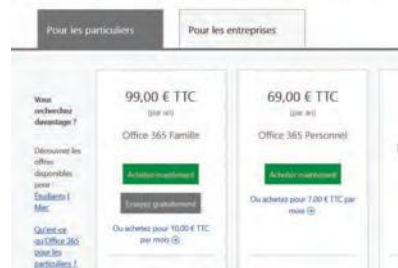 Pour les particuliers
Pour les entreprises
Vous
recherchez
davantage ?
Découvrez les
offres
disponibles
pour :
Étudiants |
Mac
Qu'est-ce
qu'Office 365
pour les
particuliers ?
99,00 € TTC
(par an)
Office 365 Famille
Achetez maintenant
Essayez gratuitement
Ou achetez pour 10,00 € TTC
par mois
69,00 € TTC
(par an)
Office 365 Personnel
Achetez maintenant
Ou achetez pour 7,00 € TTC par
mois